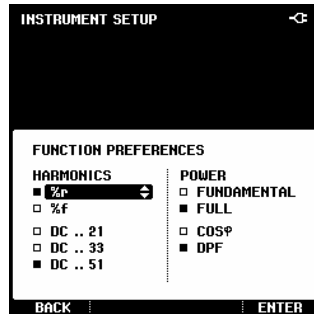 INSTRUMENT SETUP
FUNCTION PREFERENCES
HARMONICS
%r
%f
DC .. 21
DC .. 33
DC .. 51
POWER
FUNDAMENTAL
FULL
COSφ
DPF
BACK
ENTER